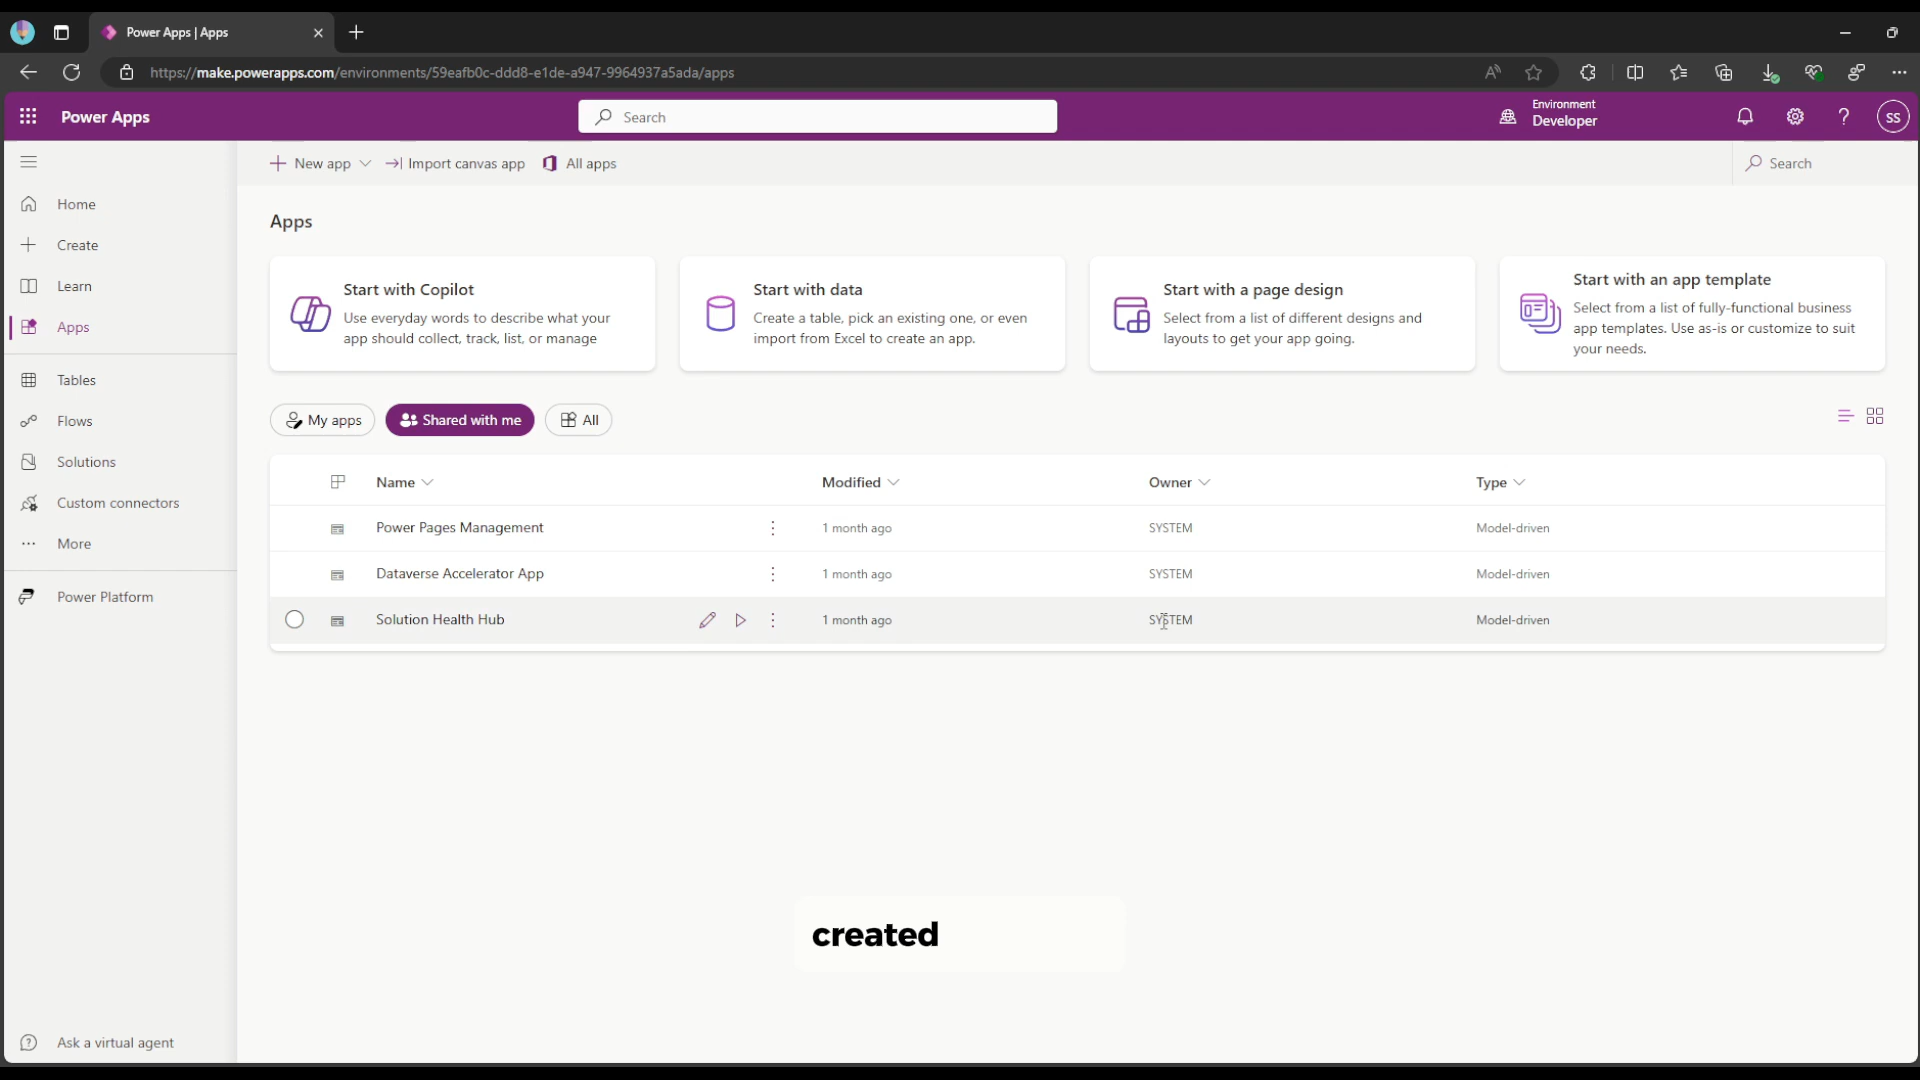 Power Apps | Apps
https://make.powerapps.com/environments/59eafb0c-ddd8-e1de-a947-9964937a5ada/apps
Power Apps
Search
Environment
Developer
SS
New app
Import canvas app
All apps
Search
Home
Create
Learn
Apps
Tables
Flows
Solutions
Custom connectors
More
Power Platform
Ask a virtual agent
Apps
Start with Copilot
Use everyday words to describe what your
app should collect, track, list, or manage
Start with data
Create a table, pick an existing one, or even
import from Excel to create an app.
Start with a page design
Select from a list of different designs and
layouts to get your app going.
Start with an app template
Select from a list of fully-functional business
app templates. Use as-is or customize to suit
your needs.
My apps
Shared with me
All
Name Modified Owner Type
Power Pages Management 1 month ago SYSTEM Model-driven
Dataverse Accelerator App 1 month ago SYSTEM Model-driven
Solution Health Hub 1 month ago SYSTEM Model-driven
created